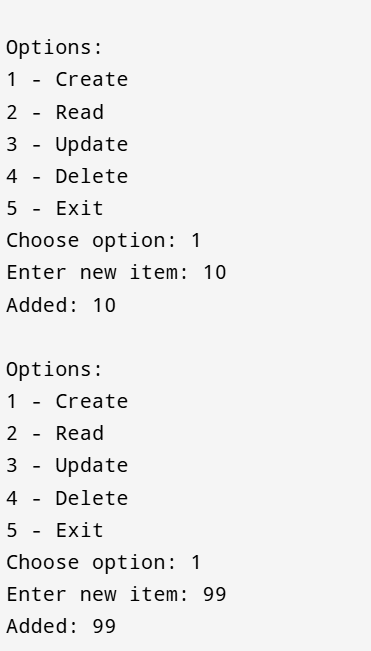 Options:
1 - Create
2 - Read
3 - Update
4 - Delete
5 - Exit
Choose option: 1
Enter new item: 10
Added: 10

Options:
1 - Create
2 - Read
3 - Update
4 - Delete
5 - Exit
Choose option: 1
Enter new item: 99
Added: 99